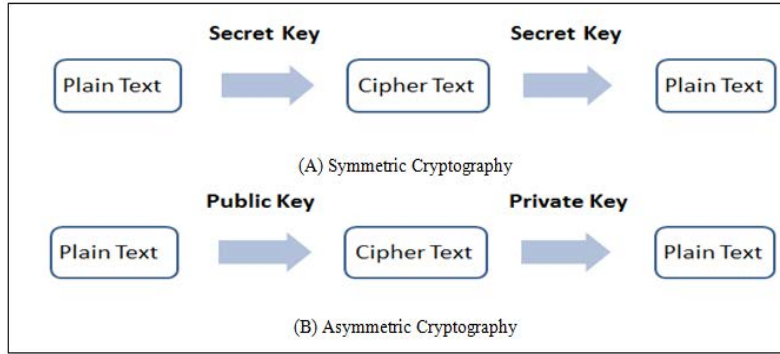 Secret Key Secret Key
Plain Text Cipher Text Plain Text
(A) Symmetric Cryptography
Public Key Private Key
Plain Text Cipher Text Plain Text
(B) Asymmetric Cryptography